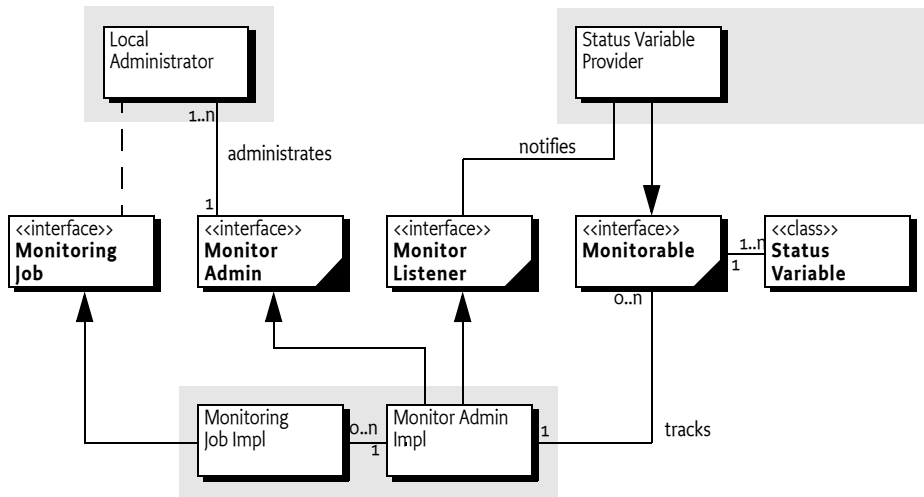 Local
Administrator
Status Variable
Provider
1..n
administrates
notifies
1
<<interface>>
Monitoring
Job
<<interface>>
Monitor
Admin
<<interface>>
Monitor
Listener
<<interface>>
Monitorable
1..n
1
<<class>>
Status
Variable
0..n
Monitoring
Job Impl
0..n
1
Monitor Admin
Impl
1
tracks